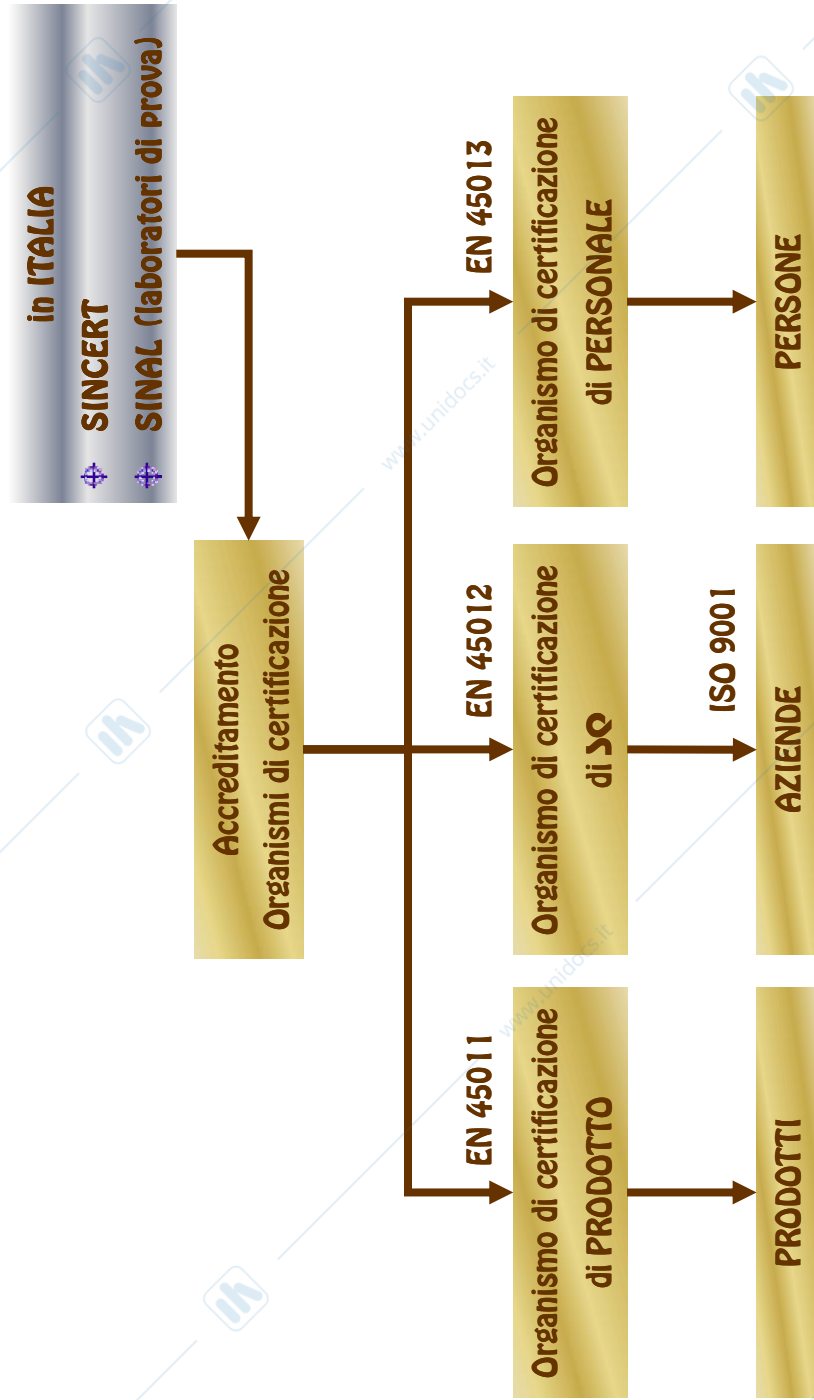 in ITALIA
SINCERT
SINAL (laboratori di prova)
Accreditamento
Organismi di certificazione
EN 45011
EN 45012
EN 45013
Organismo di certificazione
di PRODOTTO
Organismo di certificazione
di SQ
Organismo di certificazione
di PERSONALE
ISO 9001
PRODOTTI
AZIENDE
PERSONE
www.unidocs.it
www.unidocs.it